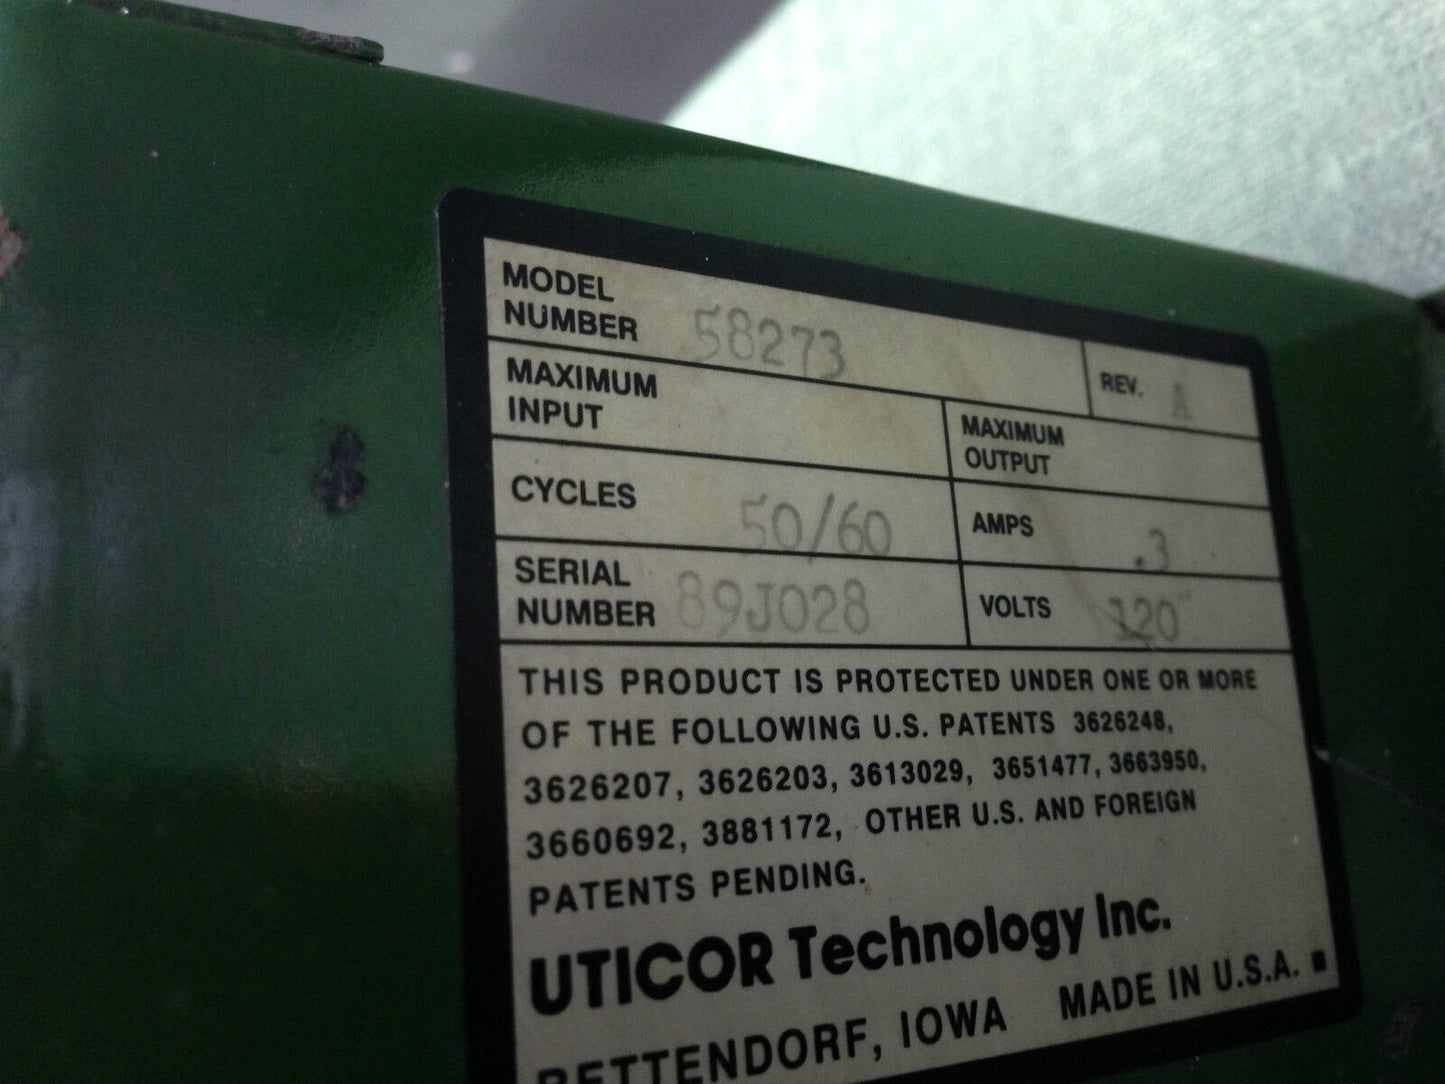 MODEL
NUMBER 58273
REV. A
MAXIMUM
INPUT
MAXIMUM
OUTPUT
CYCLES 50/60
AMPS .3
SERIAL
NUMBER 89J028
VOLTS 120
THIS PRODUCT IS PROTECTED UNDER ONE OR MORE
OF THE FOLLOWING U.S. PATENTS 3626248,
3626207, 3626203, 3613029, 3651477, 3663950,
3660692, 3881172, OTHER U.S. AND FOREIGN
PATENTS PENDING.
UTICOR Technology Inc.
BETTENDORF, IOWA MADE IN U.S.A.